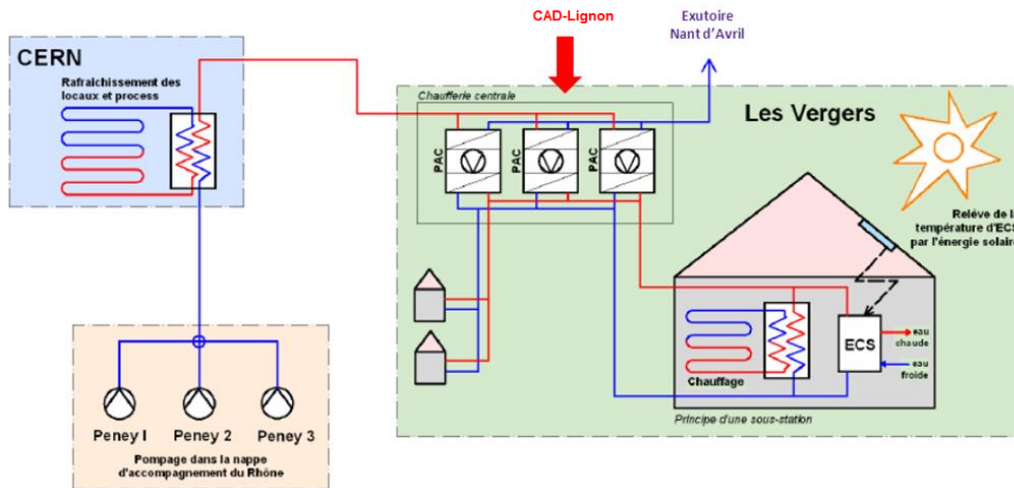 CAD-Lignon
Exutoire
Nant d'Avril
CERN
Rafraichissement des
locaux et process
Chaufferie centrale
PAC
PAC
PAC
Les Vergers
Relève de la
température d'ECS
par l'énergie solaire
Chauffage
ECS
eau
chaude
eau
froide
Principe d'une sous-station
Peney I
Peney 2
Peney 3
Pompage dans la nappe
d'accompagnement du Rhône